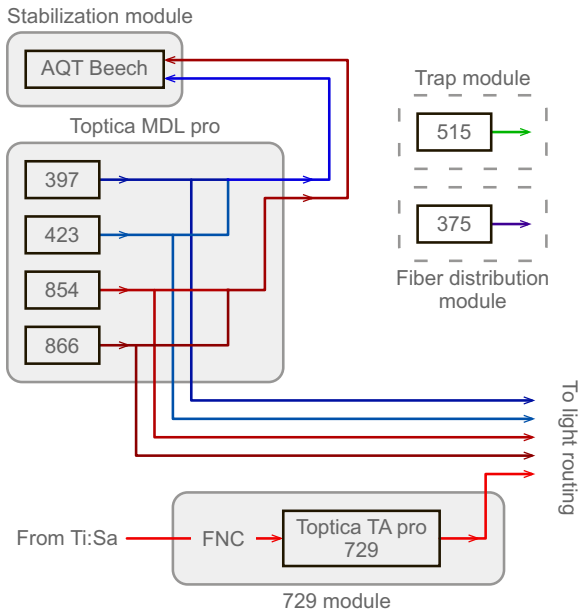 Stabilization module
AQT Beech
Toptica MDL pro
397
423
854
866
Trap module
515
375
Fiber distribution
module
To light routing
From Ti:Sa
FNC
Toptica TA pro
729
729 module